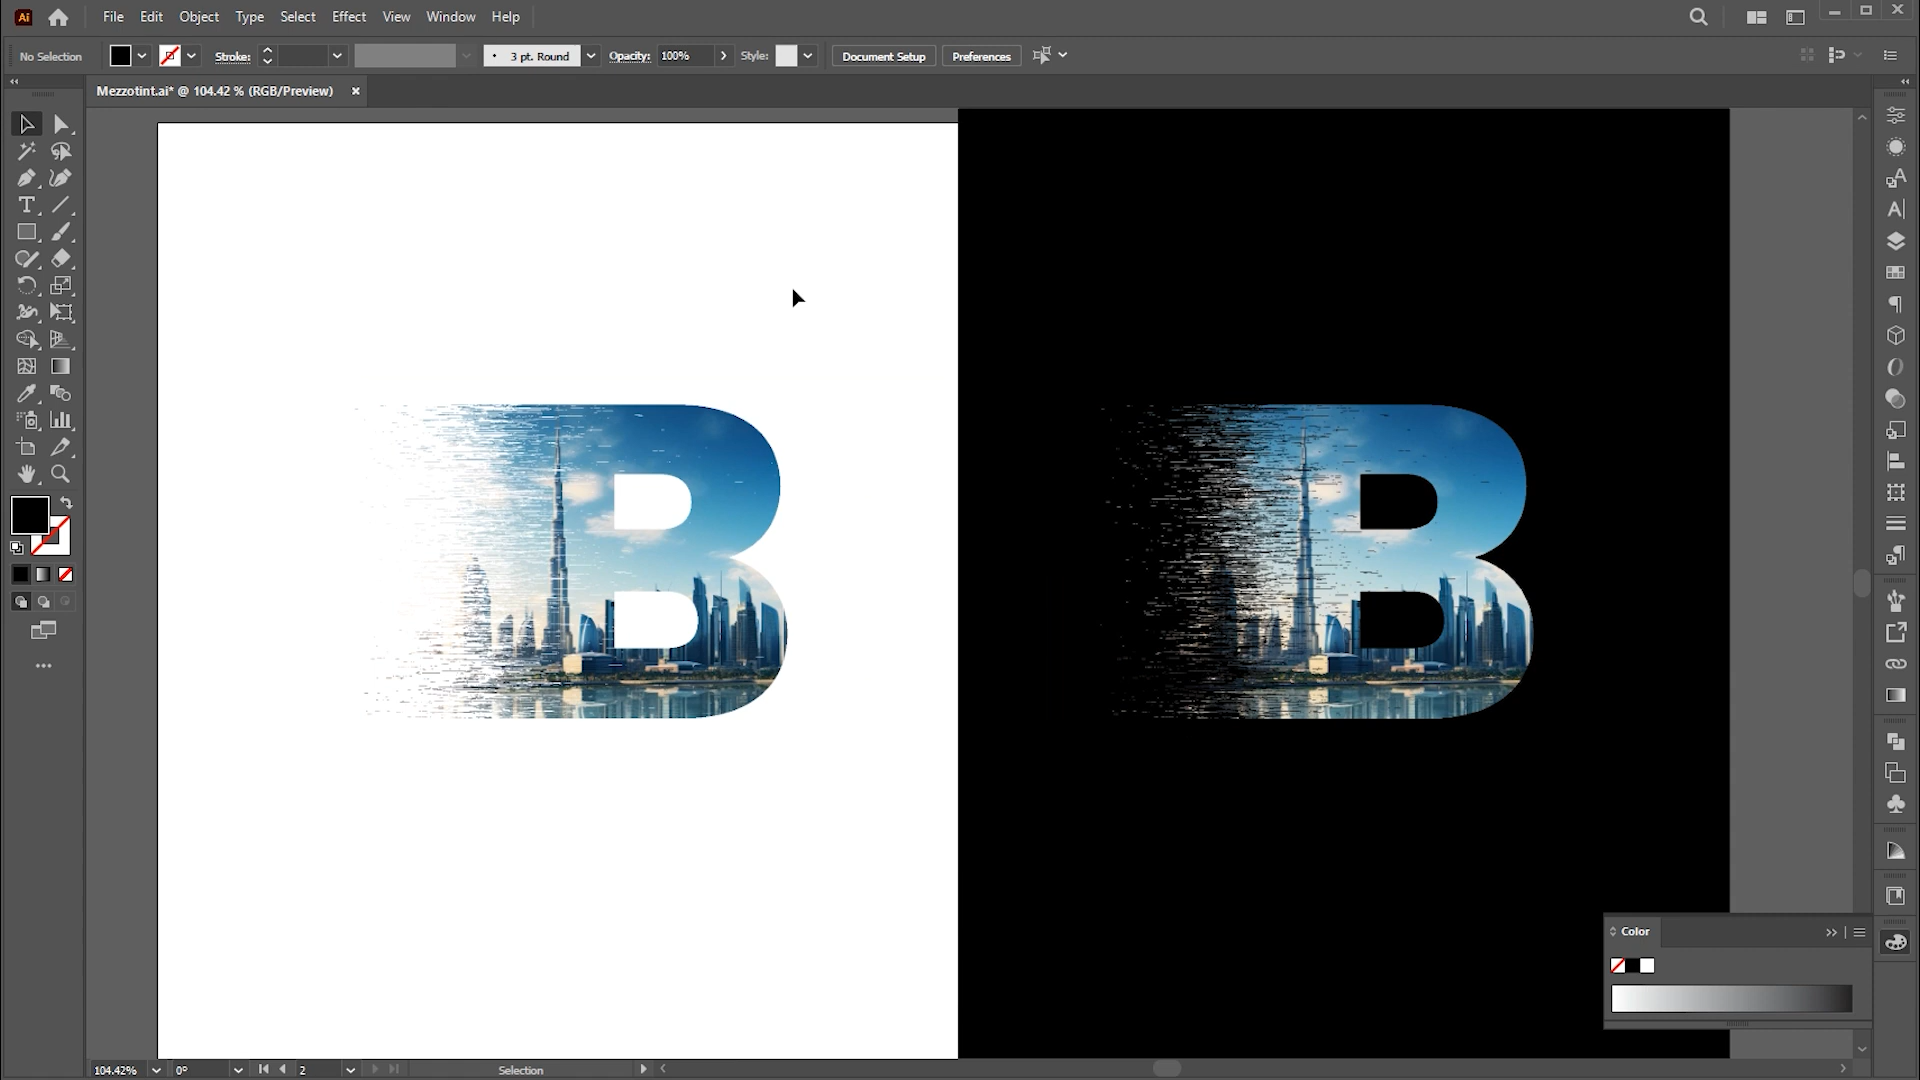 Ai File Edit Object Type Select Effect View Window Help
No Selection Stroke: 3 pt. Round Opacity: 100% Style: Document Setup Preferences
Mezzotint.ai* @ 104.42 % (RGB/Preview) ×
B B
Color
104.42% 0° 2 Selection